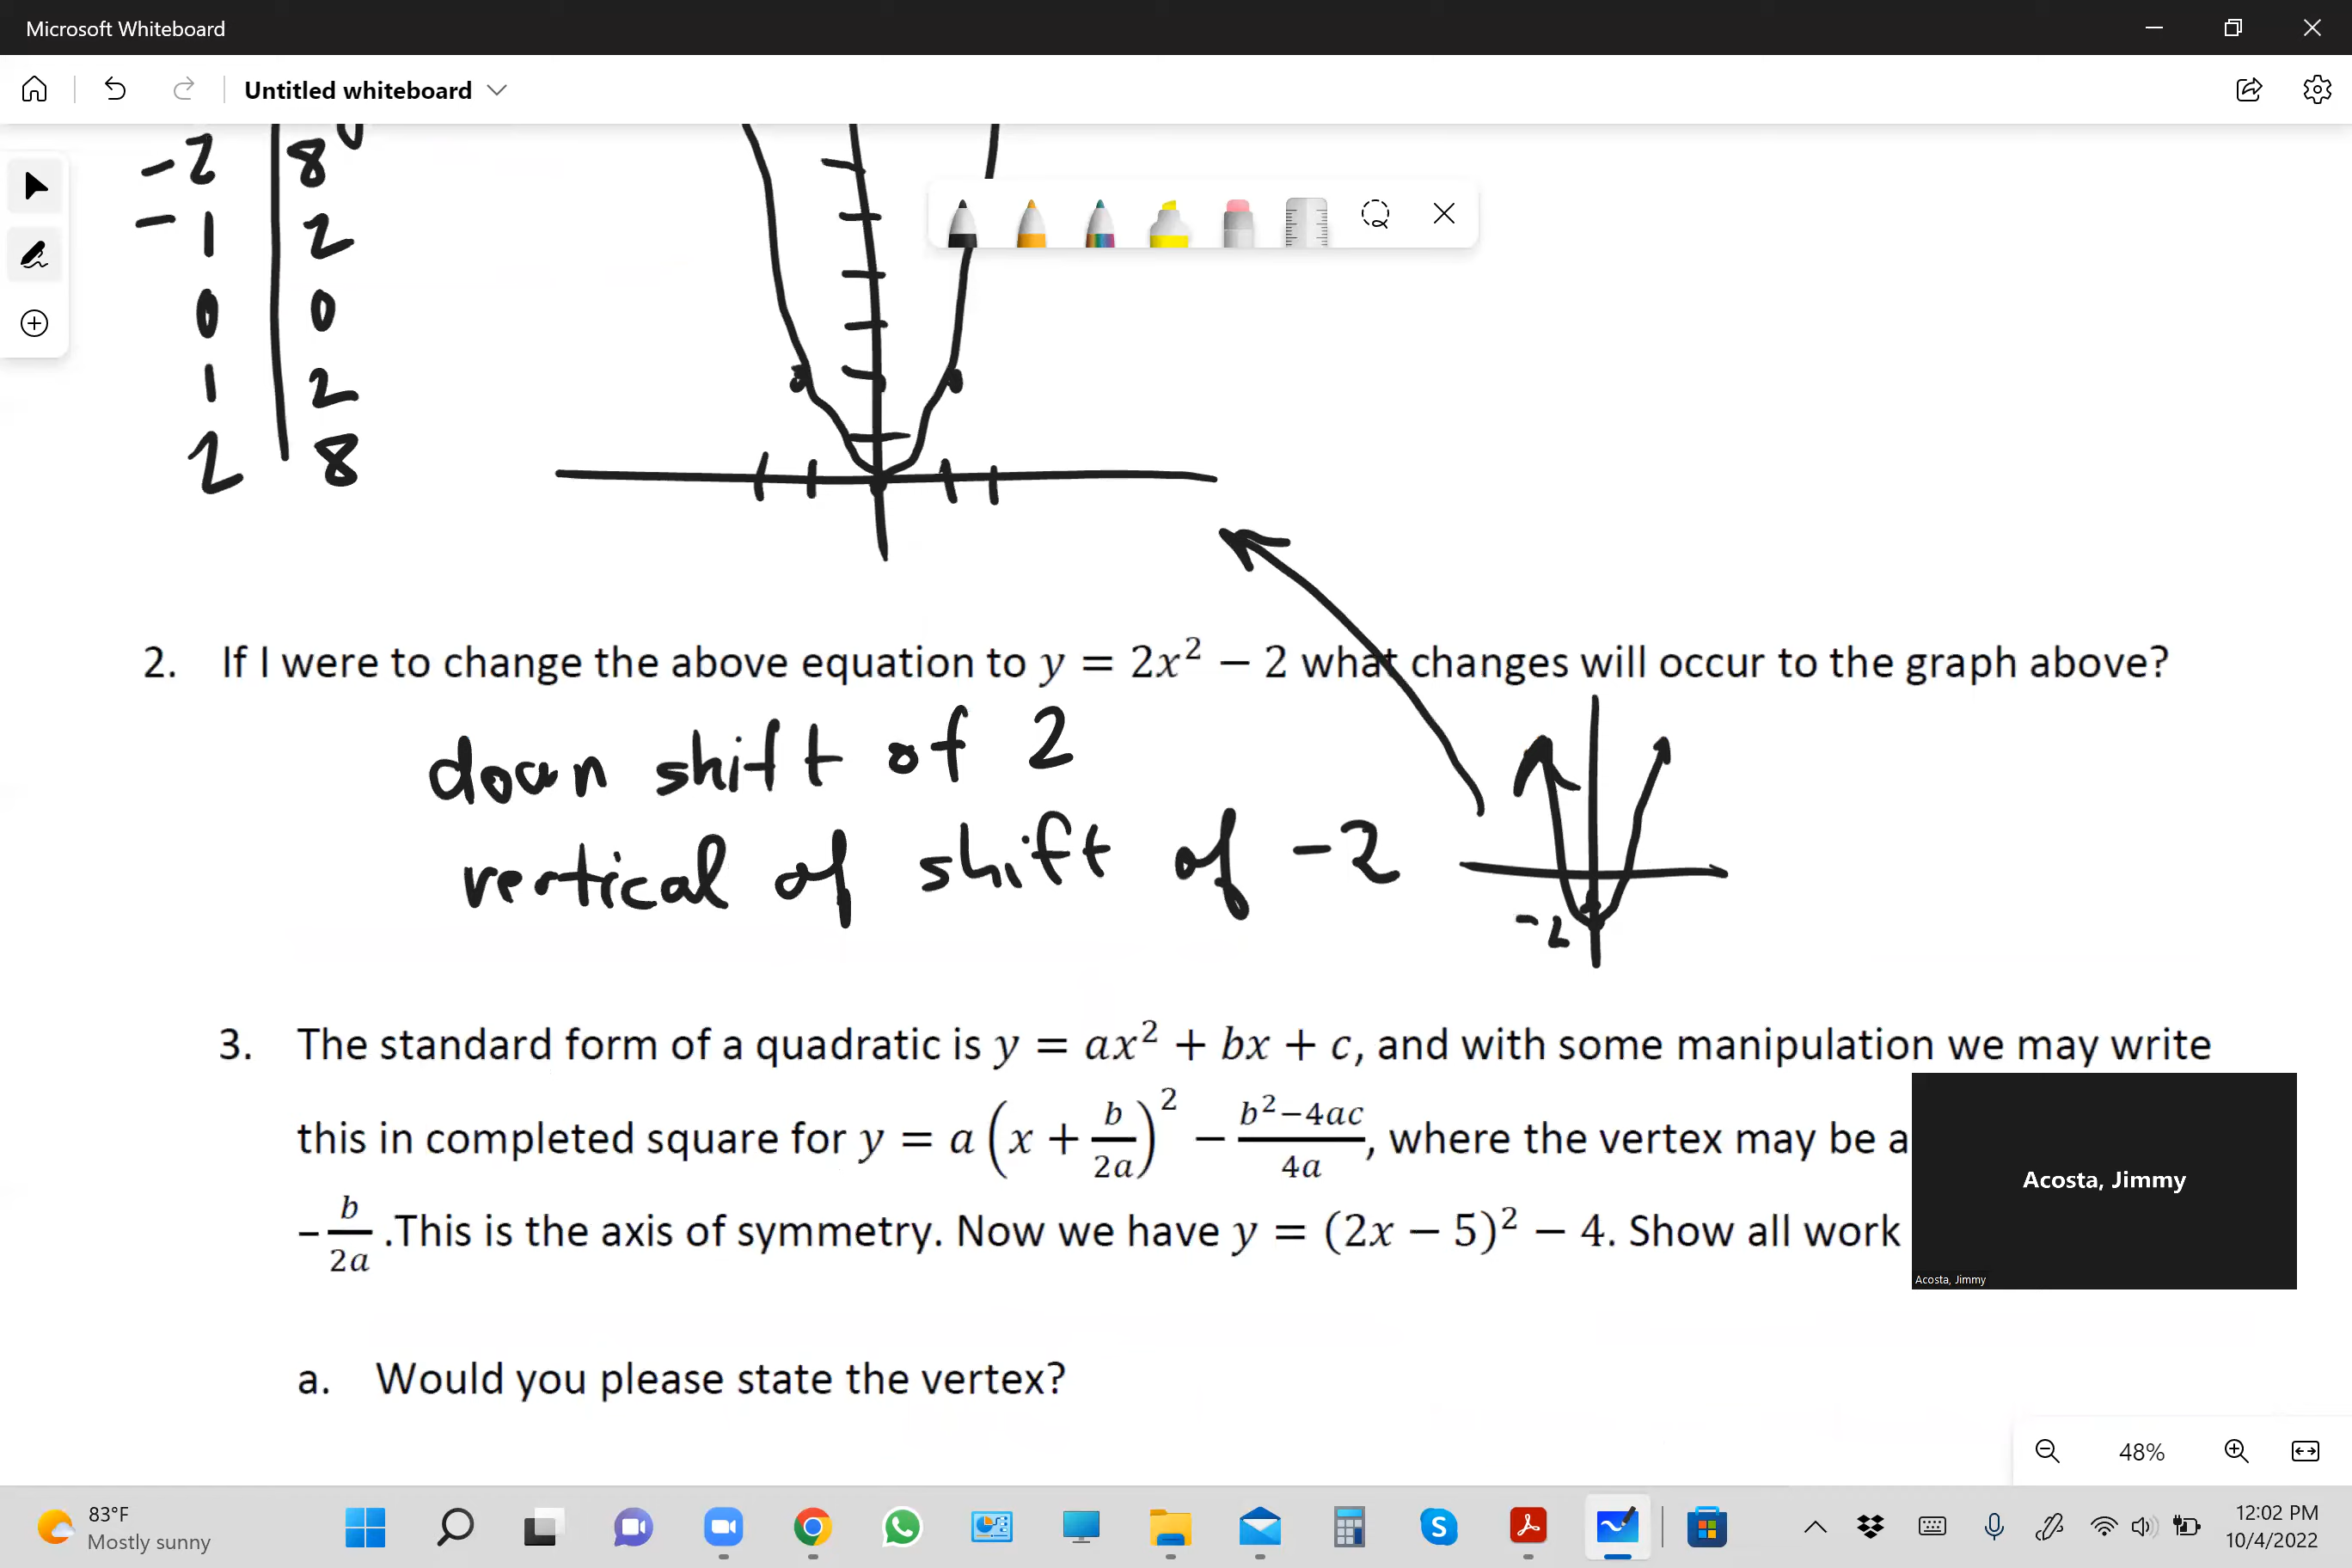 Microsoft Whiteboard
Untitled whiteboard
-2 8
-1 2
0 0
1 2
2 8
2. If I were to change the above equation to y = 2x² − 2 what changes will occur to the graph above?
down shift of 2
vertical of shift of -2
-2
3. The standard form of a quadratic is y = ax² + bx + c, and with some manipulation we may write
this in completed square for y = a(x + b/2a)² − b²−4ac/4a, where the vertex may be a
−b/2a .This is the axis of symmetry. Now we have y = (2x − 5)² − 4. Show all work
Acosta, Jimmy
Acosta, Jimmy
a. Would you please state the vertex?
48%
83°F
Mostly sunny
12:02 PM
10/4/2022